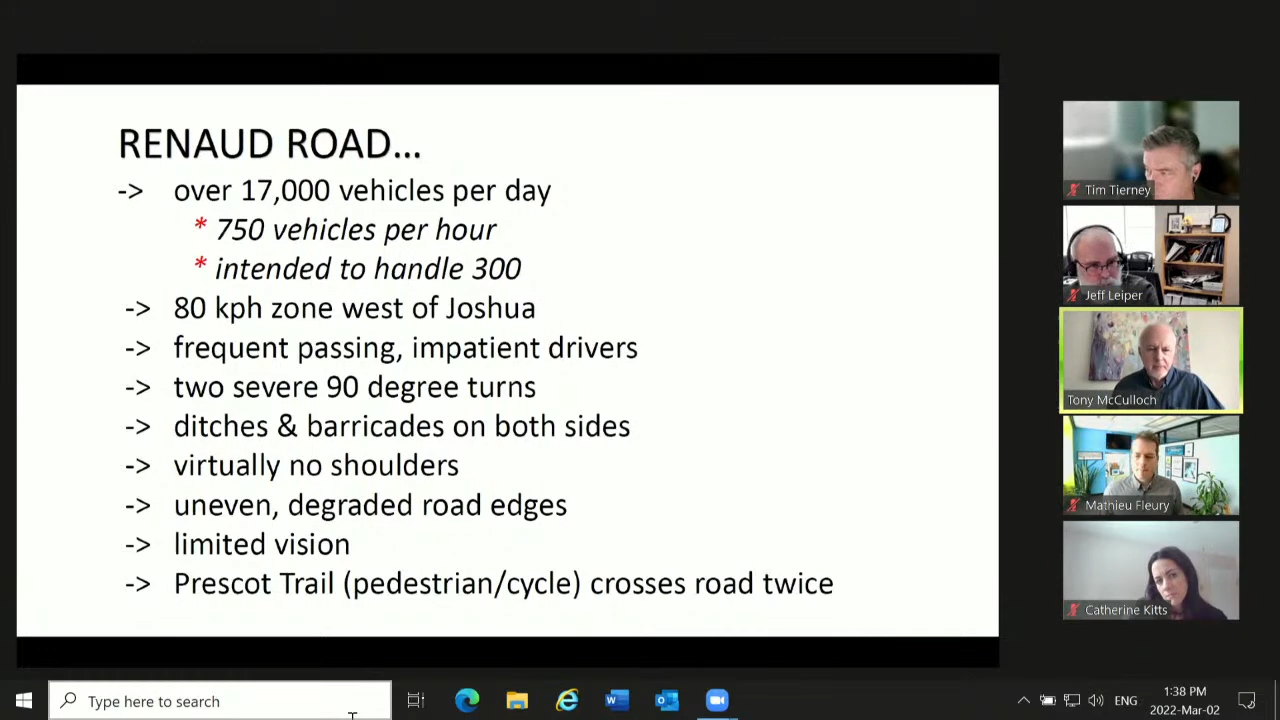 RENAUD ROAD...
-> over 17,000 vehicles per day
* 750 vehicles per hour
* intended to handle 300
-> 80 kph zone west of Joshua
-> frequent passing, impatient drivers
-> two severe 90 degree turns
-> ditches & barricades on both sides
-> virtually no shoulders
-> uneven, degraded road edges
-> limited vision
-> Prescot Trail (pedestrian/cycle) crosses road twice
Tim Tierney
Jeff Leiper
Tony McCulloch
Mathieu Fleury
Catherine Kitts
Type here to search
ENG
1:38 PM
2022-Mar-02